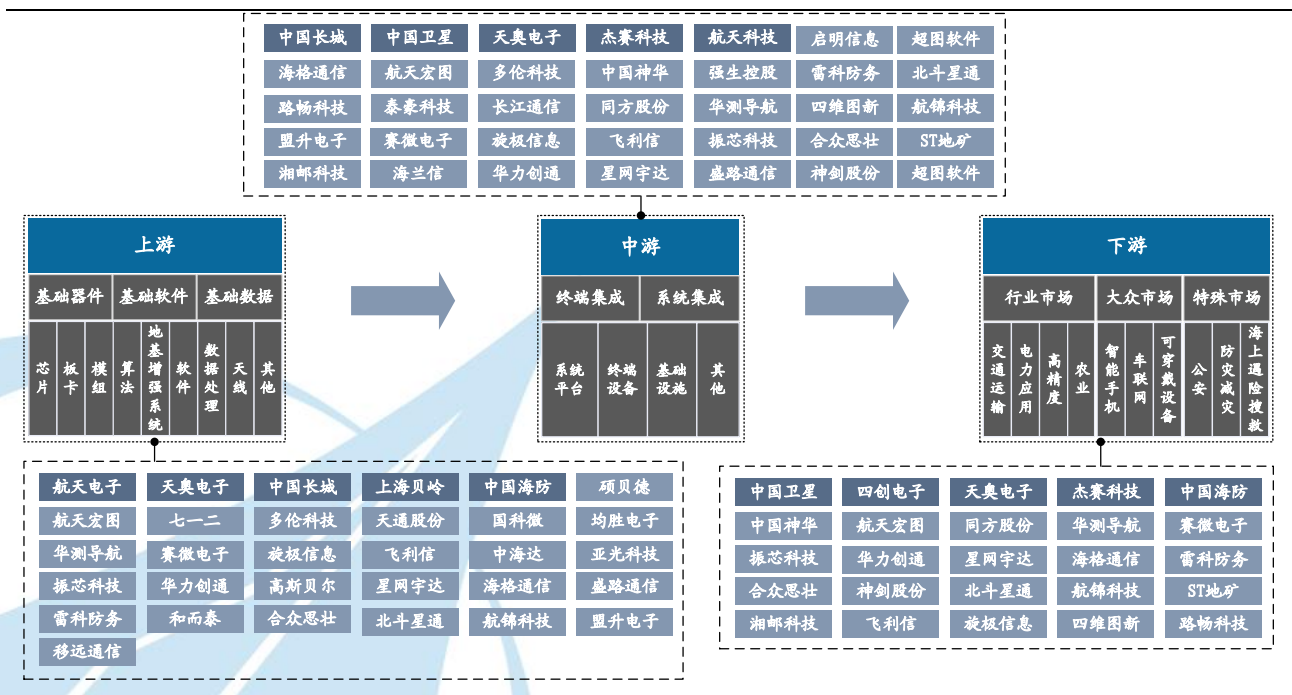 中国长城 中国卫星 天奥电子 杰赛科技 航天科技 启明信息 超图软件
海格通信 航天宏图 多伦科技 中国神华 强生控股 雷科防务 北斗星通
路畅科技 泰豪科技 长江通信 同方股份 华测导航 四维图新 航锦科技
盟升电子 赛微电子 旋极信息 飞利信 振芯科技 合众思壮 ST地矿
湘邮科技 海兰信 华力创通 星网宇达 盛路通信 神剑股份 超图软件
上游
基础器件 基础软件 基础数据
芯片
板卡
模组
算法
地基增强系统
软件
数据处理
天线
其他
中游
终端集成 系统集成
系统平台
终端设备
基础设施
其他
下游
行业市场 大众市场 特殊市场
交通运输
电力应用
高精度
农业
智能手机
车联网
可穿戴设备
公安
防灾减灾
海上遇险搜救
航天电子 天奥电子 中国长城 上海贝岭 中国海防 硕贝德
航天宏图 七一二 多伦科技 天通股份 国科微 均胜电子
华测导航 赛微电子 旋极信息 飞利信 中海达 亚光科技
振芯科技 华力创通 高斯贝尔 星网宇达 海格通信 盛路通信
雷科防务 和而泰 合众思壮 北斗星通 航锦科技 盟升电子
移远通信
中国卫星 四创电子 天奥电子 杰赛科技 中国海防
中国神华 航天宏图 同方股份 华测导航 赛微电子
振芯科技 华力创通 星网宇达 海格通信 雷科防务
合众思壮 神剑股份 北斗星通 航锦科技 ST地矿
湘邮科技 飞利信 旋极信息 四维图新 路畅科技